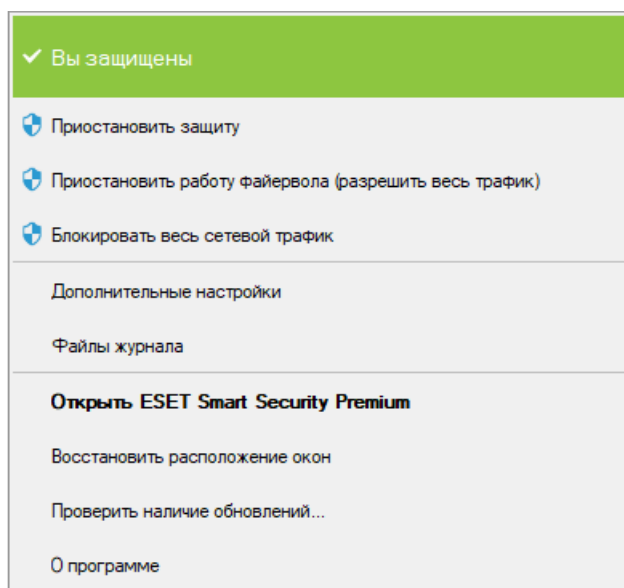 Вы защищены
Приостановить защиту
Приостановить работу файервола (разрешить весь трафик)
Блокировать весь сетевой трафик
Дополнительные настройки
Файлы журнала
Открыть ESET Smart Security Premium
Восстановить расположение окон
Проверить наличие обновлений...
О программе